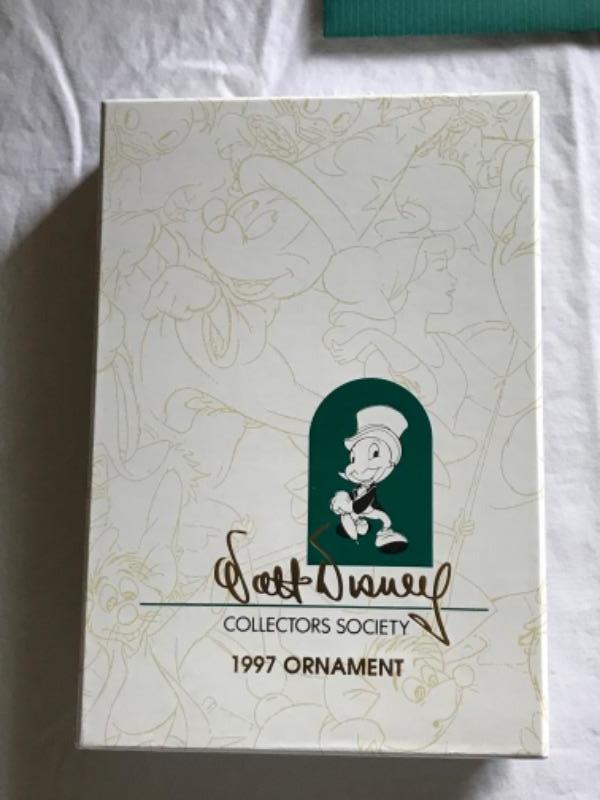 Walt Disney
COLLECTORS SOCIETY
1997 ORNAMENT